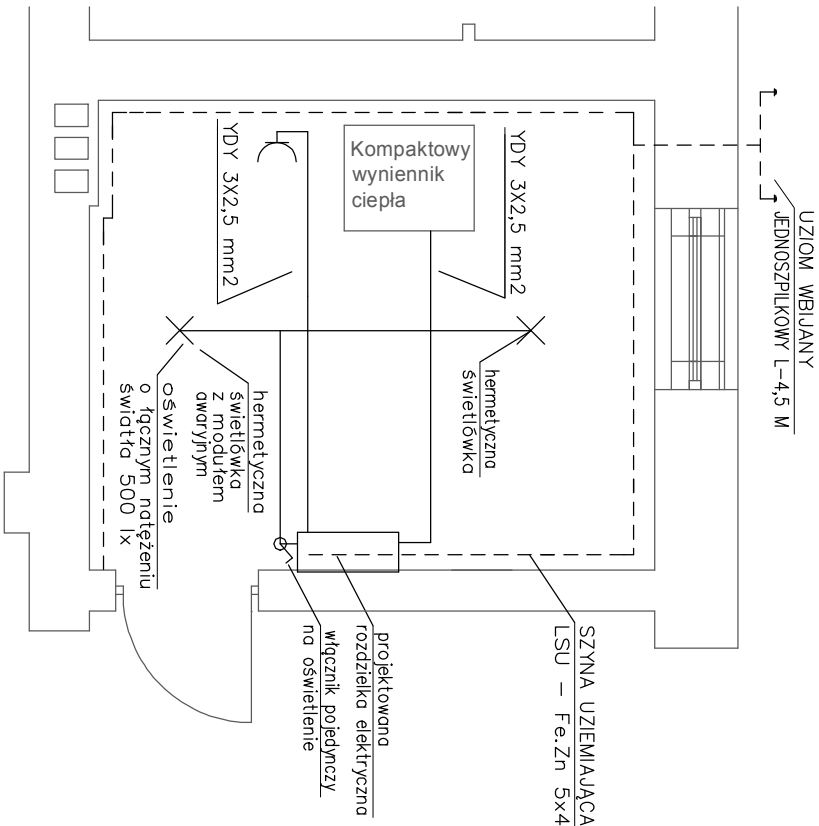 UZIOM WBIJANY
JEDNOSZPILKOWY L-4,5 M
Kompaktowy
wyniennik
ciepła
YDY 3X2,5 mm2
YDY 3X2,5 mm2
hermetyczna
świetlówka
hermetyczna
świetlówka
z modułem
awaryjnym
oświetlenie
o łącznym natężeniu
światła 500 lx
SZYNA UZIEMIAJĄCA
LSU - Fe.Zn 5x4
projektowana
rozdzielka elektryczna
włącznik pojedynczy
na oświetlenie